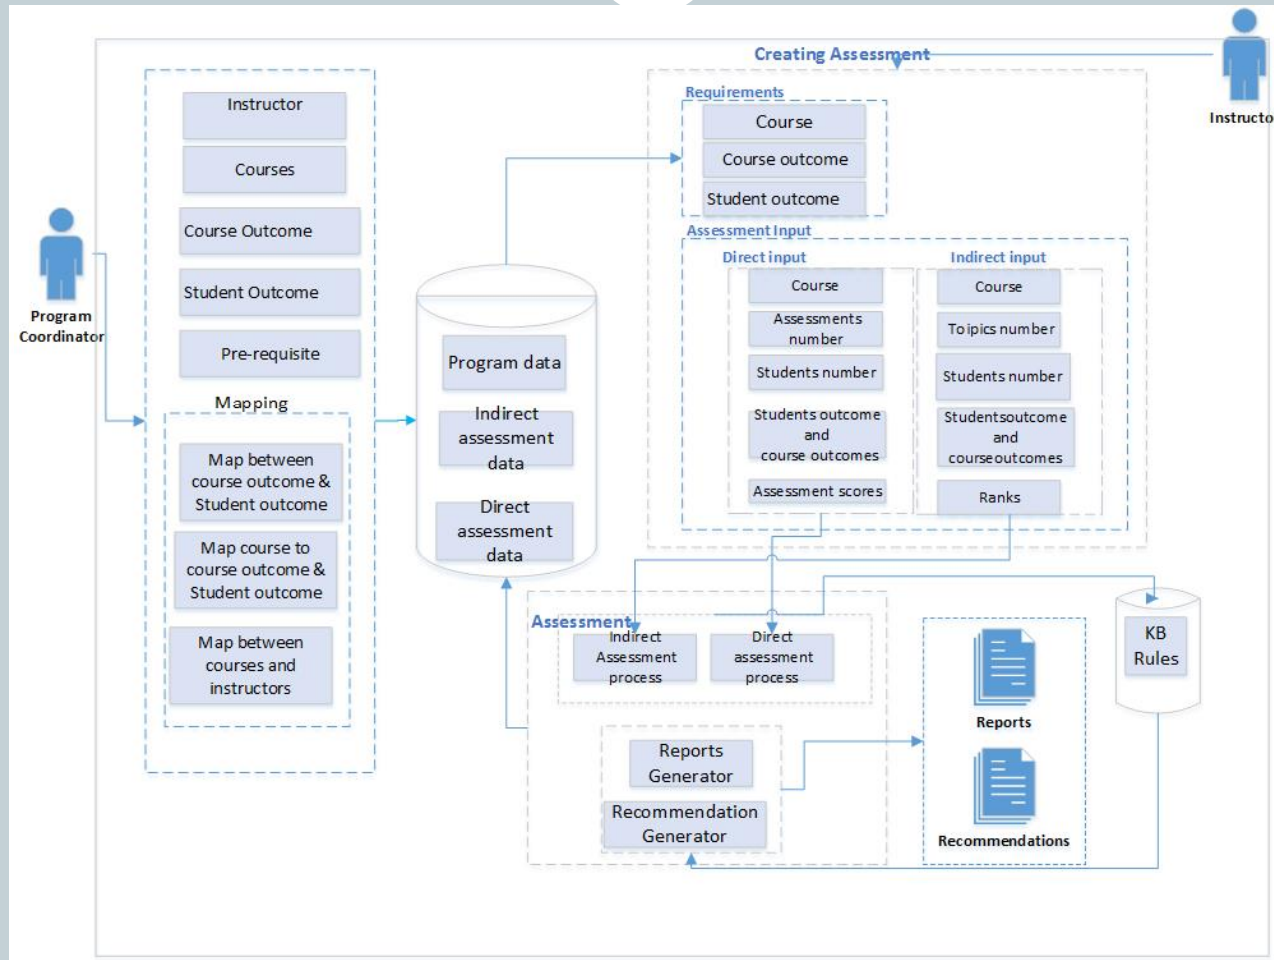 Program
Coordinator
Instructor
Courses
Course Outcome
Student Outcome
Pre-requisite
Mapping
Map between
course outcome &
Student outcome
Map course to
course outcome &
Student outcome
Map between
courses and
instructors
Program data
Indirect
assessment
data
Direct
assessment
data
Creating Assessment
Instructo
Requirements
Course
Course outcome
Student outcome
Assessment Input
Direct input
Course
Assessments
number
Students number
Students outcome
and
course outcomes
Assessment scores
Indirect input
Course
Toipics number
Students number
Studentsoutcome
and
courseoutcomes
Ranks
Assessment
Indirect
Assessment
process
Direct
assessment
process
Reports
Generator
Recommendation
Generator
Reports
Recommendations
KB
Rules